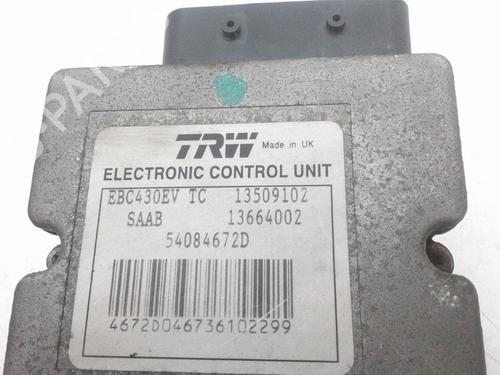 TRW Made in UK
ELECTRONIC CONTROL UNIT
EBC430EV TC 13509102
SAAB 13664002
54084672D
4672D046736102299